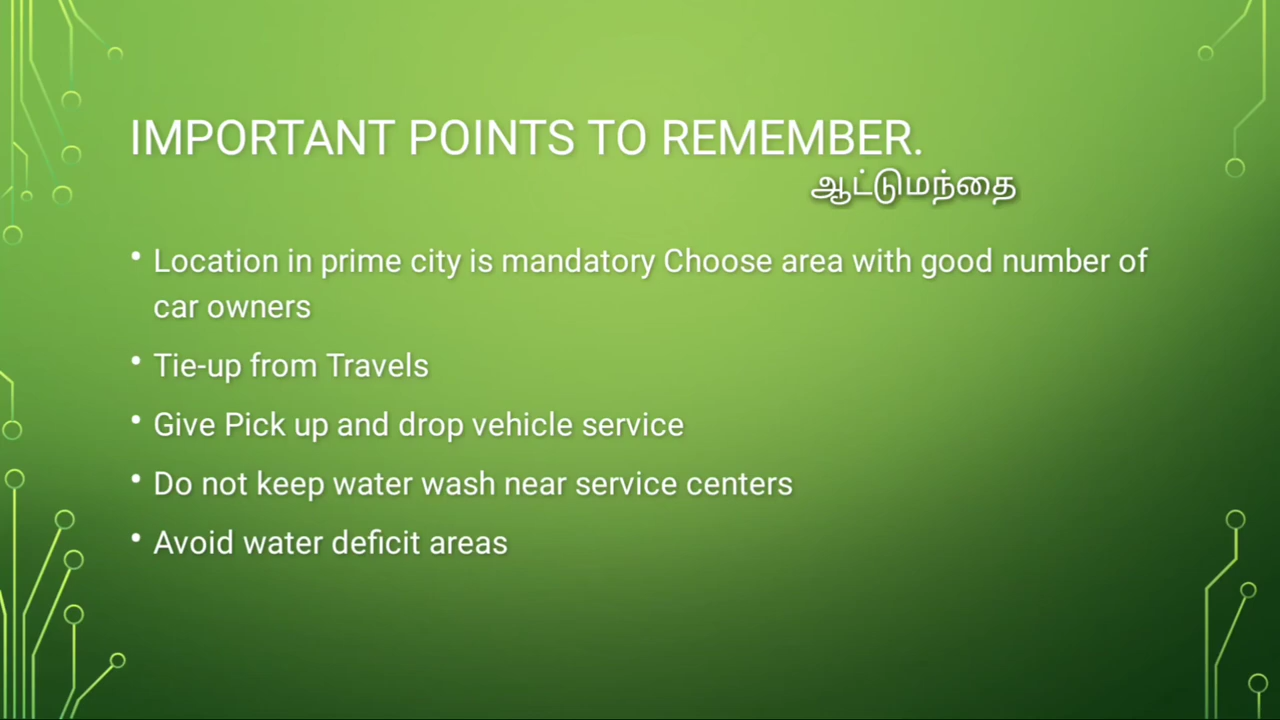 IMPORTANT POINTS TO REMEMBER.
ஆட்டுமந்தை
• Location in prime city is mandatory Choose area with good number of
car owners
• Tie-up from Travels
• Give Pick up and drop vehicle service
• Do not keep water wash near service centers
• Avoid water deficit areas